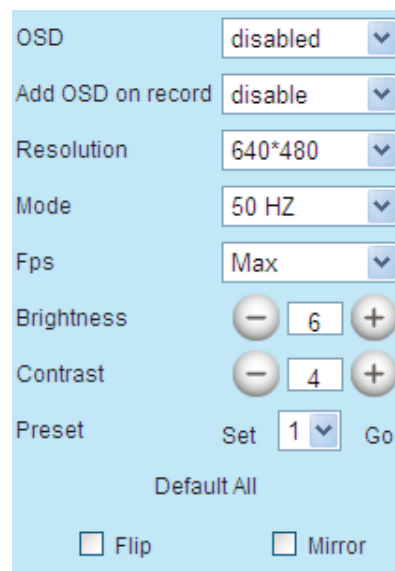 OSD disabled
Add OSD on record disable
Resolution 640*480
Mode 50 HZ
Fps Max
Brightness 6
Contrast 4
Preset Set 1 Go
Default All
Flip Mirror